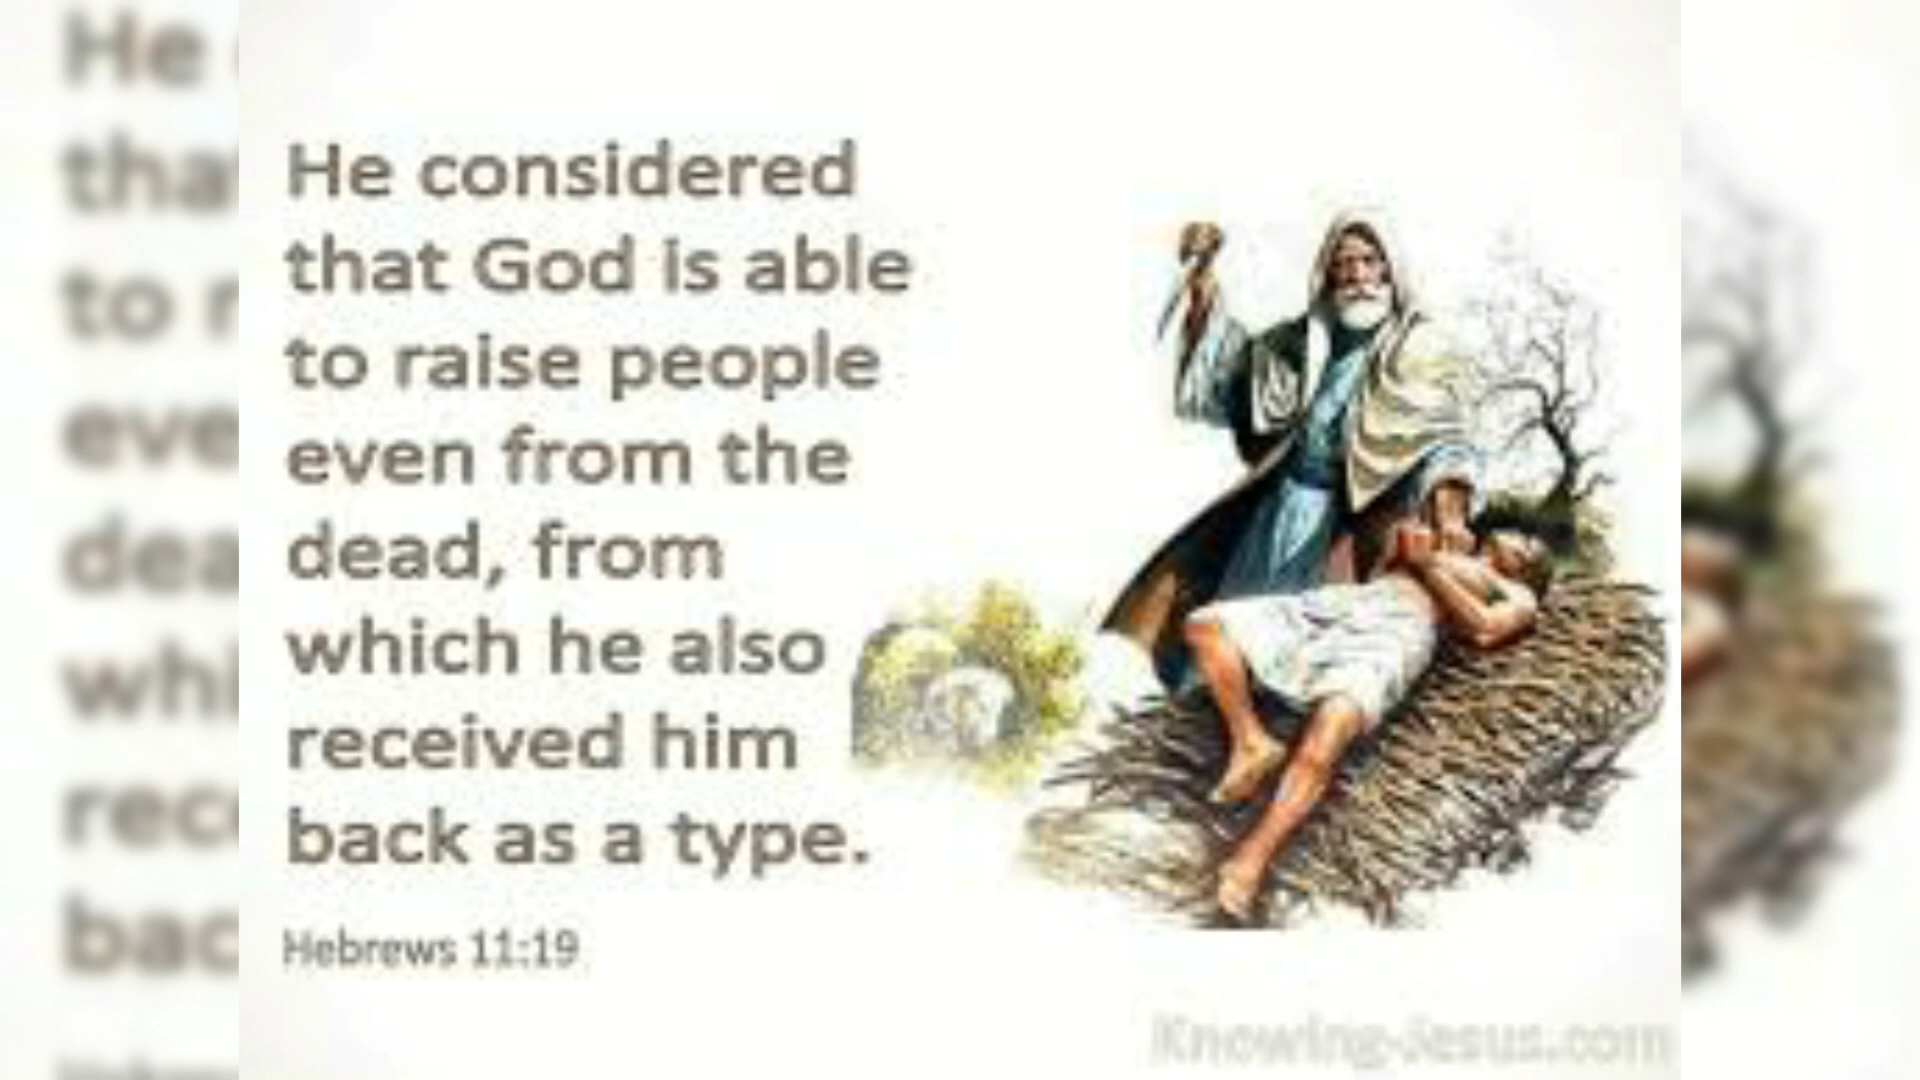 He considered
that God is able
to raise people
even from the
dead, from
which he also
received him
back as a type.
Hebrews 11:19
Knowing-Jesus.com